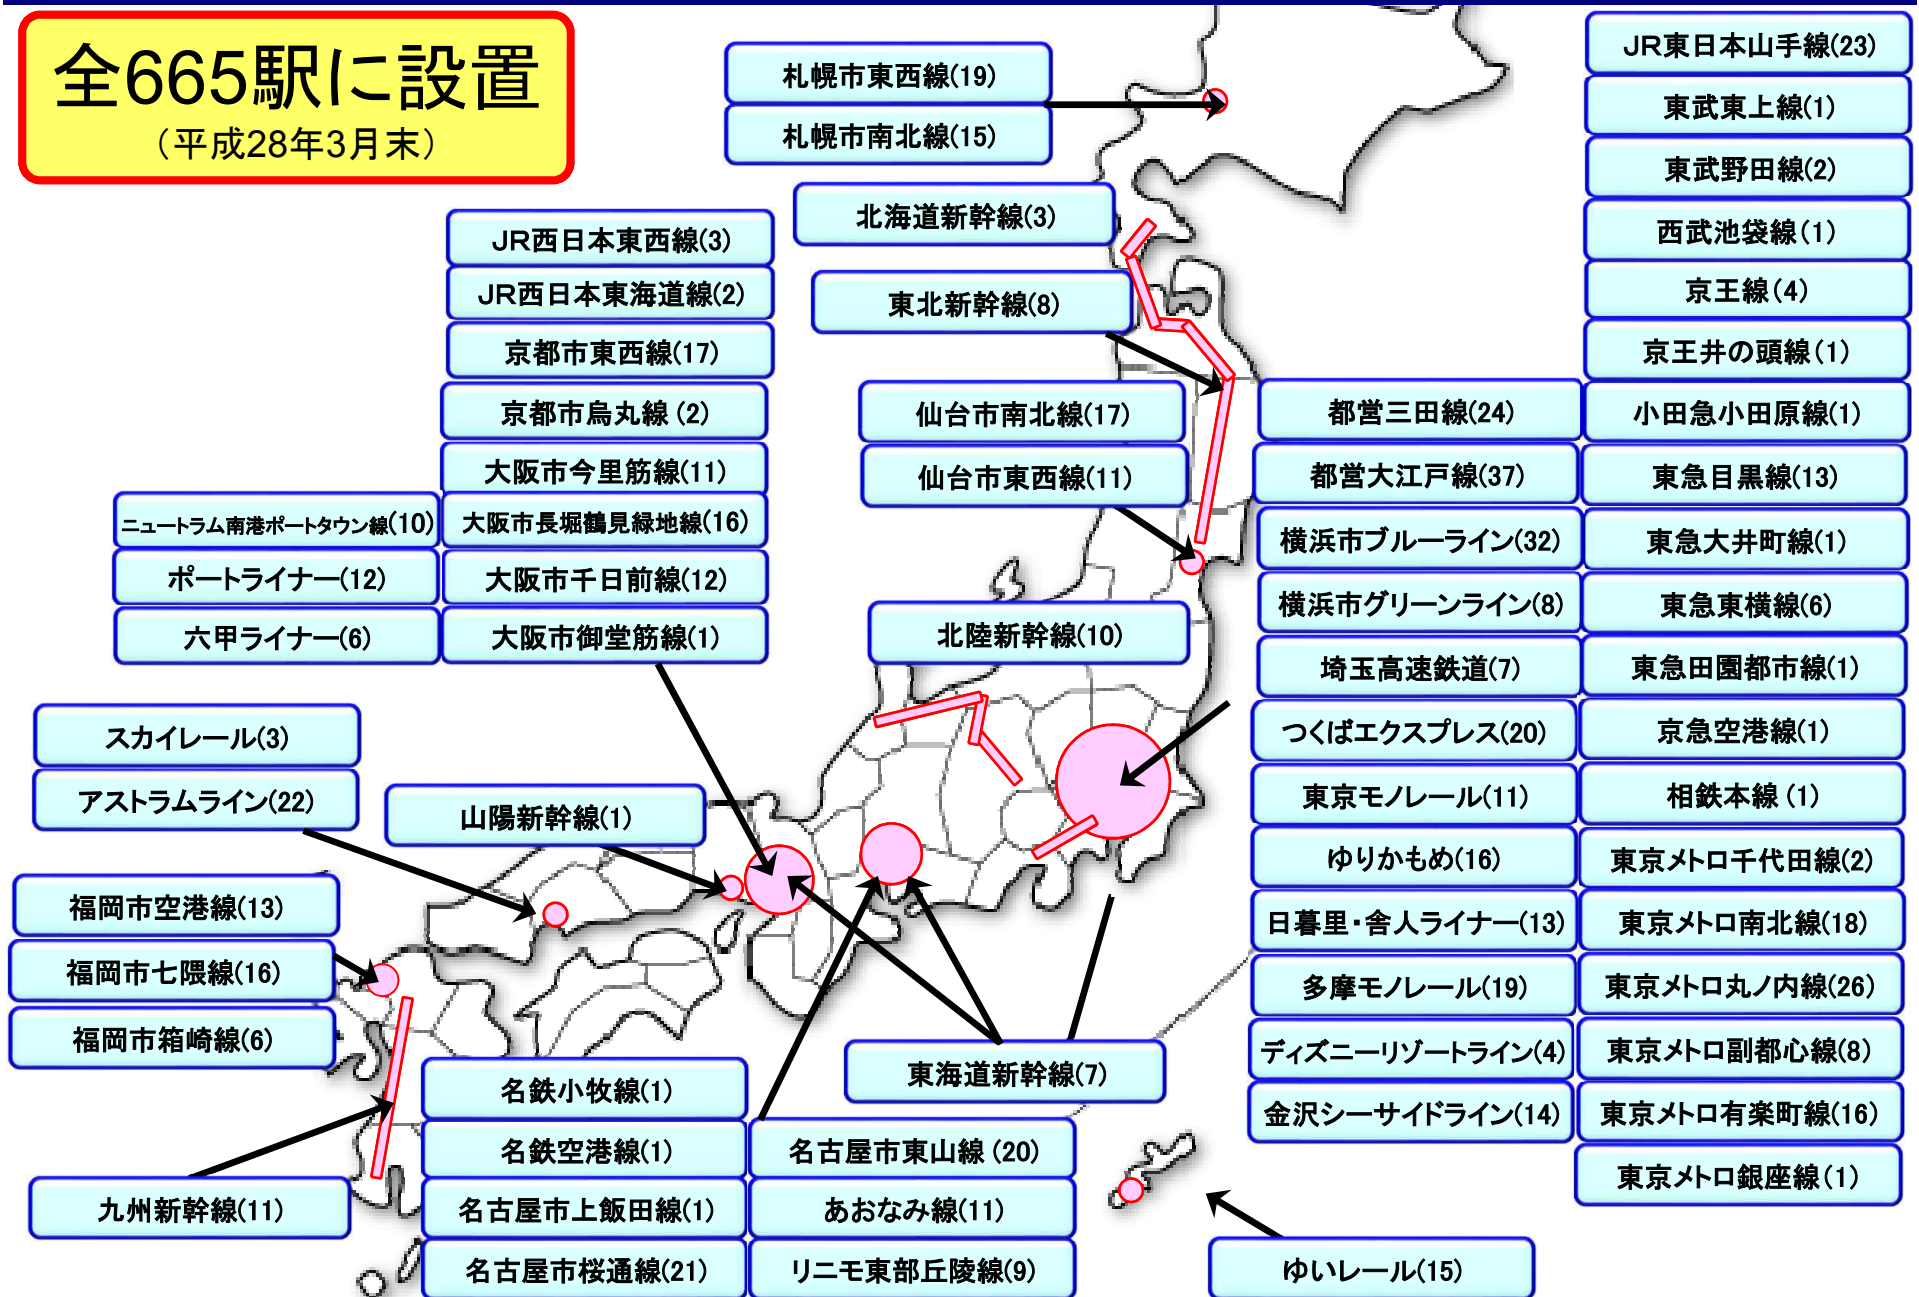 全665駅に設置
（平成28年3月末）
札幌市東西線(19)
札幌市南北線(15)
北海道新幹線(3)
東北新幹線(8)
仙台市南北線(17)
仙台市東西線(11)
北陸新幹線(10)
JR西日本東西線(3)
JR西日本東海道線(2)
京都市東西線(17)
京都市烏丸線 (2)
大阪市今里筋線(11)
大阪市長堀鶴見緑地線(16)
大阪市千日前線(12)
大阪市御堂筋線(1)
ニュートラム南港ポートタウン線(10)
ポートライナー(12)
六甲ライナー(6)
スカイレール(3)
アストラムライン(22)
山陽新幹線(1)
福岡市空港線(13)
福岡市七隈線(16)
福岡市箱崎線(6)
九州新幹線(11)
名鉄小牧線(1)
名鉄空港線(1)
名古屋市上飯田線(1)
名古屋市桜通線(21)
名古屋市東山線 (20)
あおなみ線(11)
リニモ東部丘陵線(9)
東海道新幹線(7)
ゆいレール(15)
都営三田線(24)
都営大江戸線(37)
横浜市ブルーライン(32)
横浜市グリーンライン(8)
埼玉高速鉄道(7)
つくばエクスプレス(20)
東京モノレール(11)
ゆりかもめ(16)
日暮里・舎人ライナー(13)
多摩モノレール(19)
ディズニーリゾートライン(4)
金沢シーサイドライン(14)
JR東日本山手線(23)
東武東上線(1)
東武野田線(2)
西武池袋線(1)
京王線(4)
京王井の頭線(1)
小田急小田原線(1)
東急目黒線(13)
東急大井町線(1)
東急東横線(6)
東急田園都市線(1)
京急空港線(1)
相鉄本線 (1)
東京メトロ千代田線(2)
東京メトロ南北線(18)
東京メトロ丸ノ内線(26)
東京メトロ副都心線(8)
東京メトロ有楽町線(16)
東京メトロ銀座線(1)